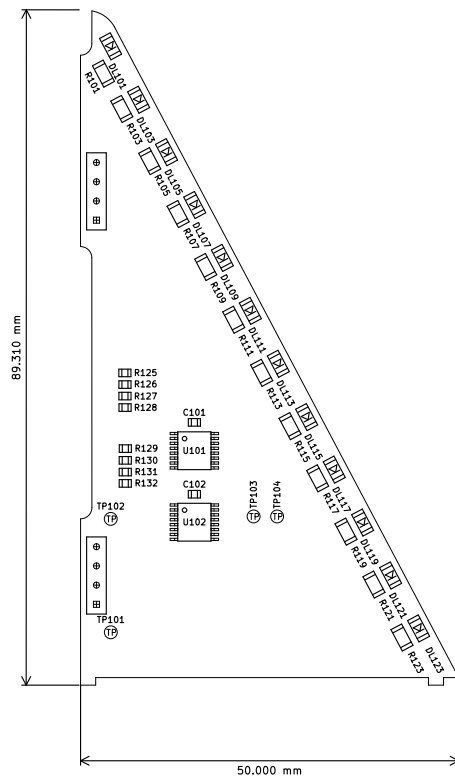 DL101
R101
DL103
R103
DL105
R105
DL107
R107
DL109
R109
DL111
R111
DL113
R113
DL115
R115
DL117
R117
DL119
R119
DL121
R121
DL123
R123
89.310 mm
R125
R126
R127
R128
C101
U101
R129
R130
R131
R132
C102
U102
TP102
TP
TP103
TP
TP104
TP
TP101
TP
50.000 mm